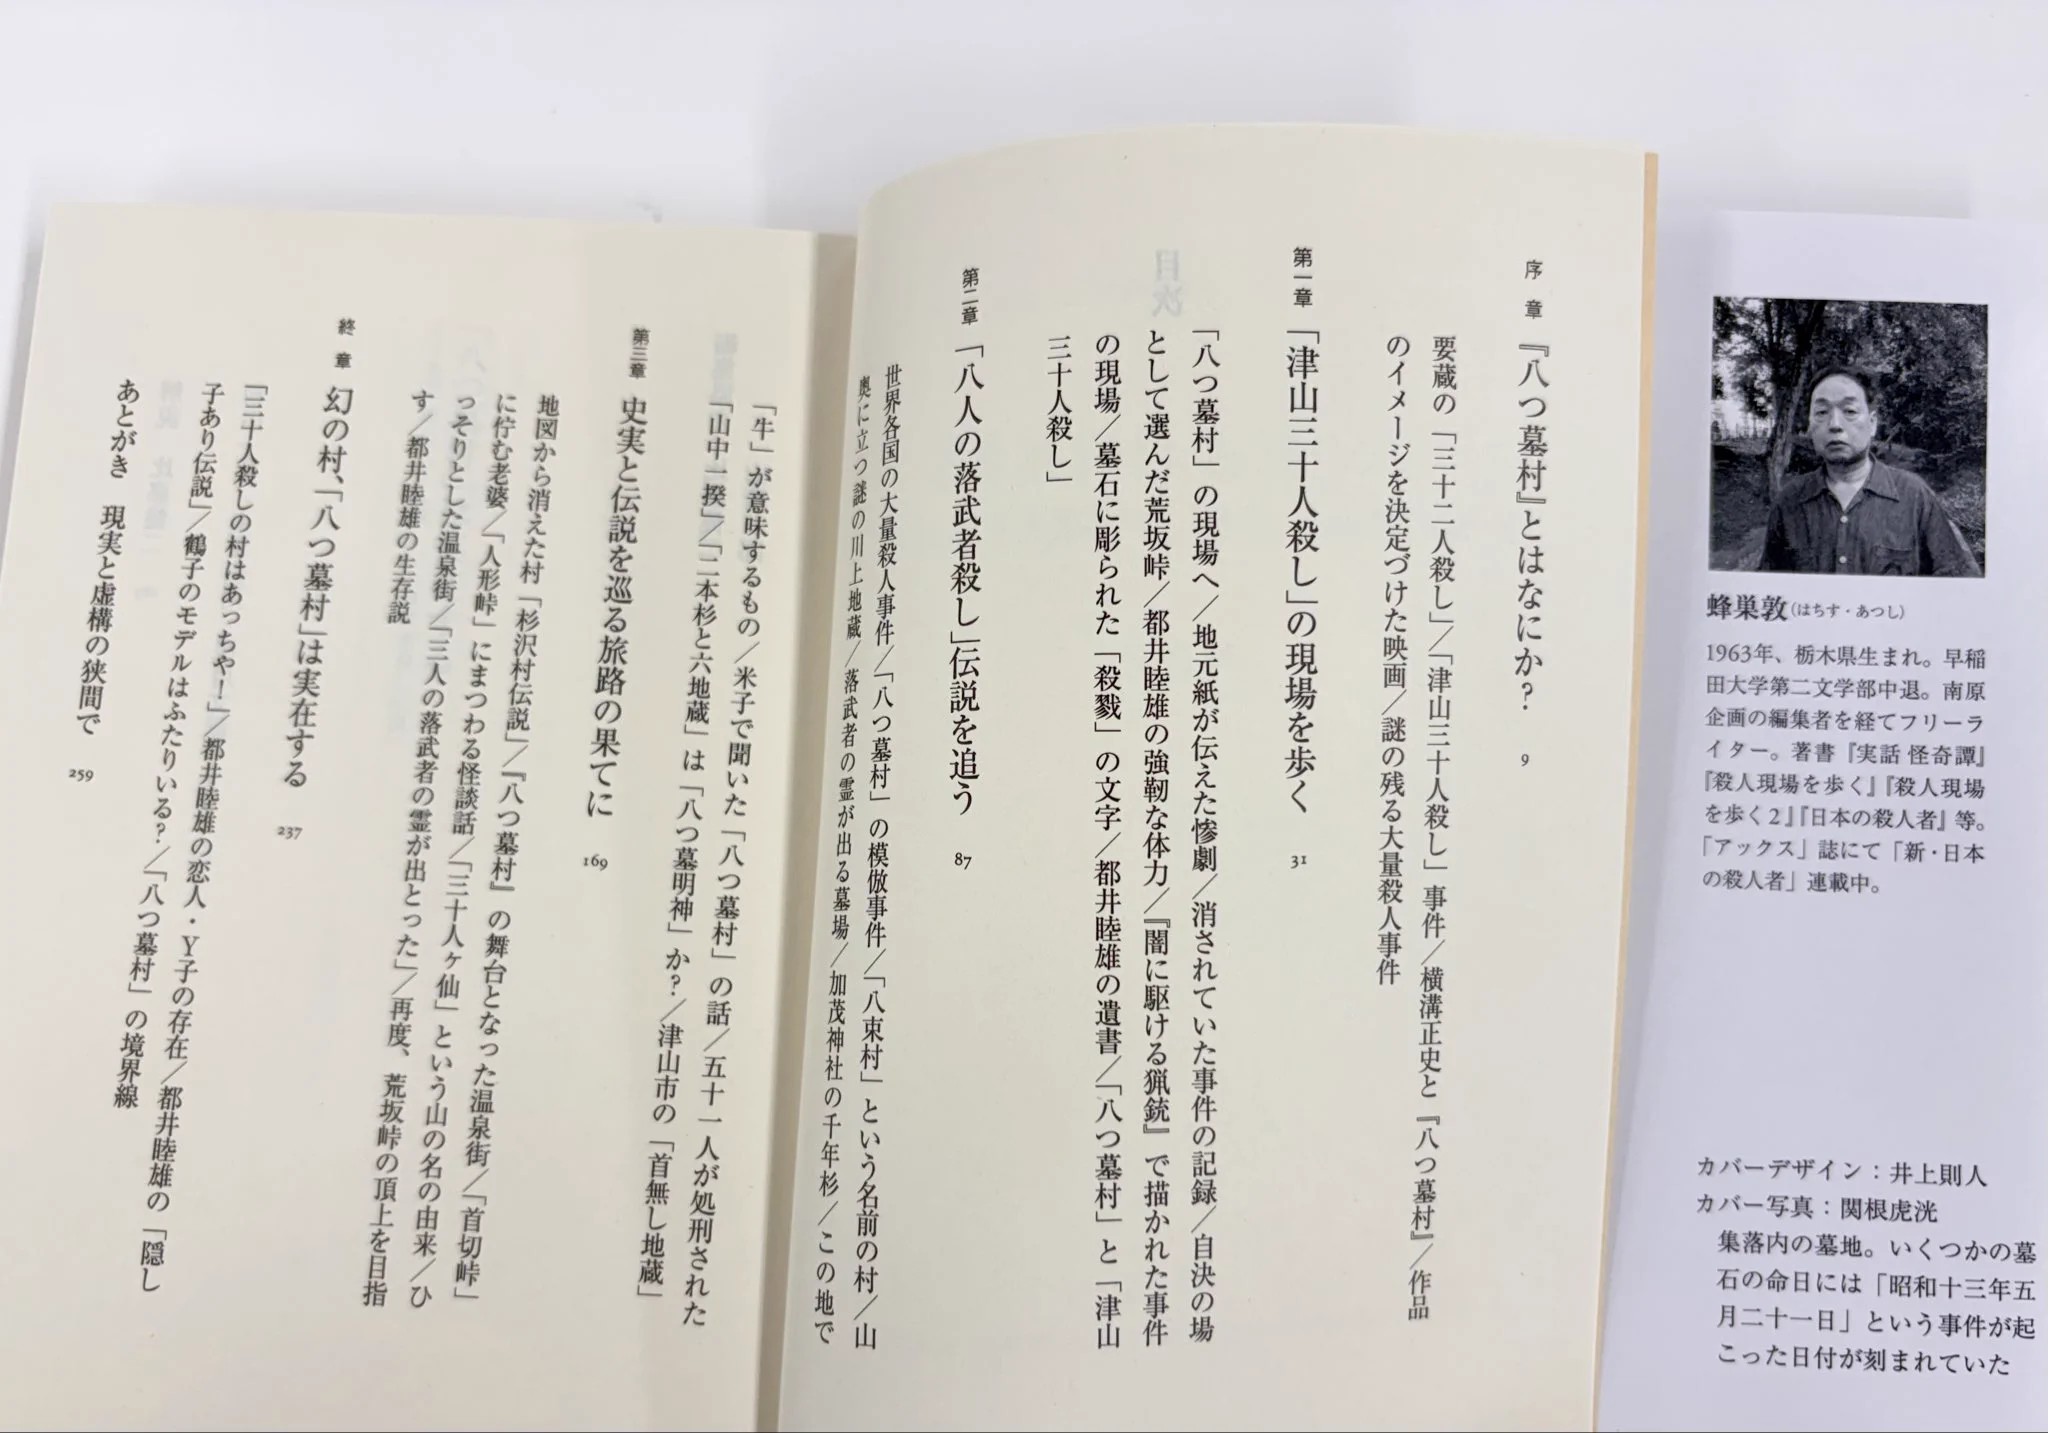 序章 『八つ墓村』とはなにか? 9
要蔵の「三十二人殺し」/「津山三十人殺し」事件/横溝正史と『八つ墓村』/作品
のイメージを決定づけた映画/謎の残る大量殺人事件
第一章 「津山三十人殺し」の現場を歩く 31
目次
「八つ墓村」の現場へ/地元紙が伝えた惨劇/消されていた事件の記録/自決の場
として選んだ荒坂峠/都井睦雄の強靭な体力/『闇に駆ける猟銃』で描かれた事件
の現場/墓石に彫られた「殺戮」の文字/都井睦雄の遺書/「八つ墓村」と「津山
三十人殺し」
第二章 「八人の落武者殺し」伝説を追う 87
世界各国の大量殺人事件/「八つ墓村」の模倣事件/「八束村」という名前の村/山
奥に立つ謎の川上地蔵/落武者の霊が出る墓場/加茂神社の千年杉/この地で
「牛」が意味するもの/米子で聞いた「八つ墓村」の話/五十一人が処刑された
「山中一揆」/「二本杉と六地蔵」は「八つ墓明神」か?/津山市の「首無し地蔵」
第三章 史実と伝説を巡る旅路の果てに 169
地図から消えた村「杉沢村伝説」/『八つ墓村』の舞台となった温泉街/「首切峠」
に佇む老婆/「人形峠」にまつわる怪談話/「三十人ヶ仙」という山の名の由来/ひ
っそりとした温泉街/「三人の落武者の霊が出とった」/再度、荒坂峠の頂上を目指
す/都井睦雄の生存説
終章 幻の村、「八つ墓村」は実在する 237
「三十人殺しの村はあっちや!」/都井睦雄の恋人・Y子の存在/都井睦雄の「隠し
子あり伝説」/鶴子のモデルはふたりいる?/「八つ墓村」の境界線
あとがき 現実と虚構の狭間で 259
蜂巣敦(はちす・あつし)
1963年、栃木県生まれ。早稲
田大学第二文学部中退。南原
企画の編集者を経てフリーラ
イター。著書『実話 怪奇譚』
『殺人現場を歩く』『殺人現場
を歩く2』『日本の殺人者』等。
「アックス」誌にて「新・日本
の殺人者」連載中。
カバーデザイン:井上則人
カバー写真:関根虎洸
集落内の墓地。いくつかの墓
石の命日には「昭和十三年五
月二十一日」という事件が起
こった日付が刻まれていた